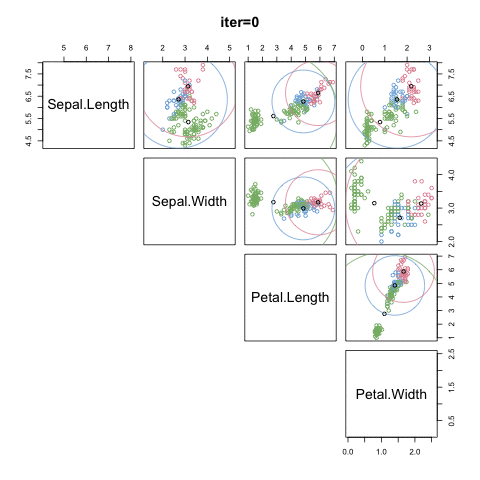 iter=0
5 6 7 8
2 3 4 5
1 2 3 4 5 6 7
0 1 2 3
Sepal.Length
4.5 5.5 6.5 7.5
Sepal.Width
2.0 3.0 4.0
Petal.Length
1 2 3 4 5 6 7
Petal.Width
0.5 1.5 2.5
0.0 1.0 2.0